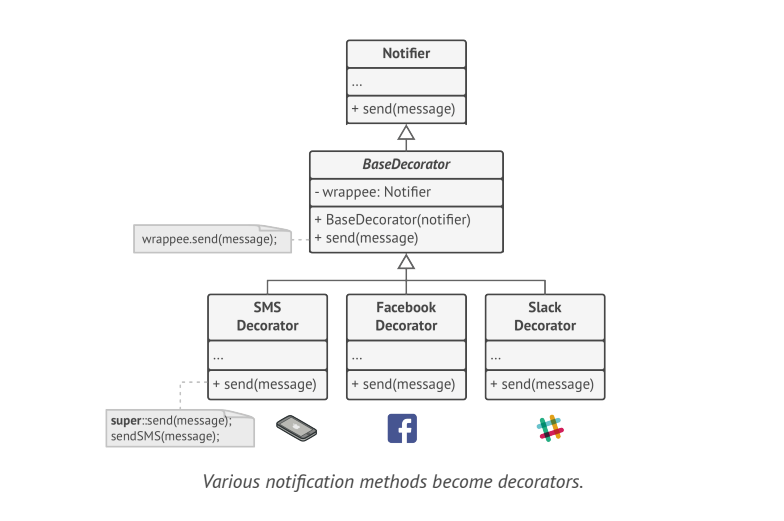 Notifier
...
+ send(message)
BaseDecorator
- wrappee: Notifier
+ BaseDecorator(notifier)
+ send(message)
wrappee.send(message);
SMS
Decorator
...
+ send(message)
Facebook
Decorator
...
+ send(message)
Slack
Decorator
...
+ send(message)
super::send(message);
sendSMS(message);
Various notification methods become decorators.